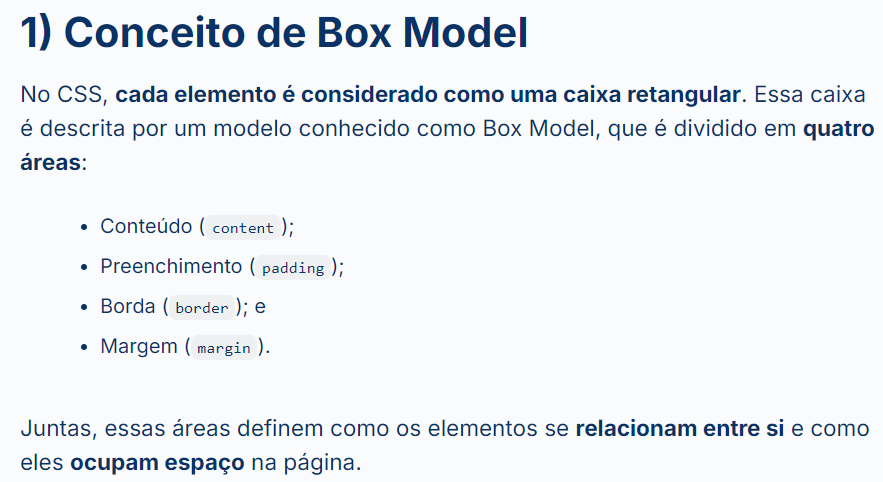 1) Conceito de Box Model
No CSS, cada elemento é considerado como uma caixa retangular. Essa caixa
é descrita por um modelo conhecido como Box Model, que é dividido em quatro
áreas:
• Conteúdo ( content );
• Preenchimento ( padding );
• Borda ( border ); e
• Margem ( margin ).
Juntas, essas áreas definem como os elementos se relacionam entre si e como
eles ocupam espaço na página.